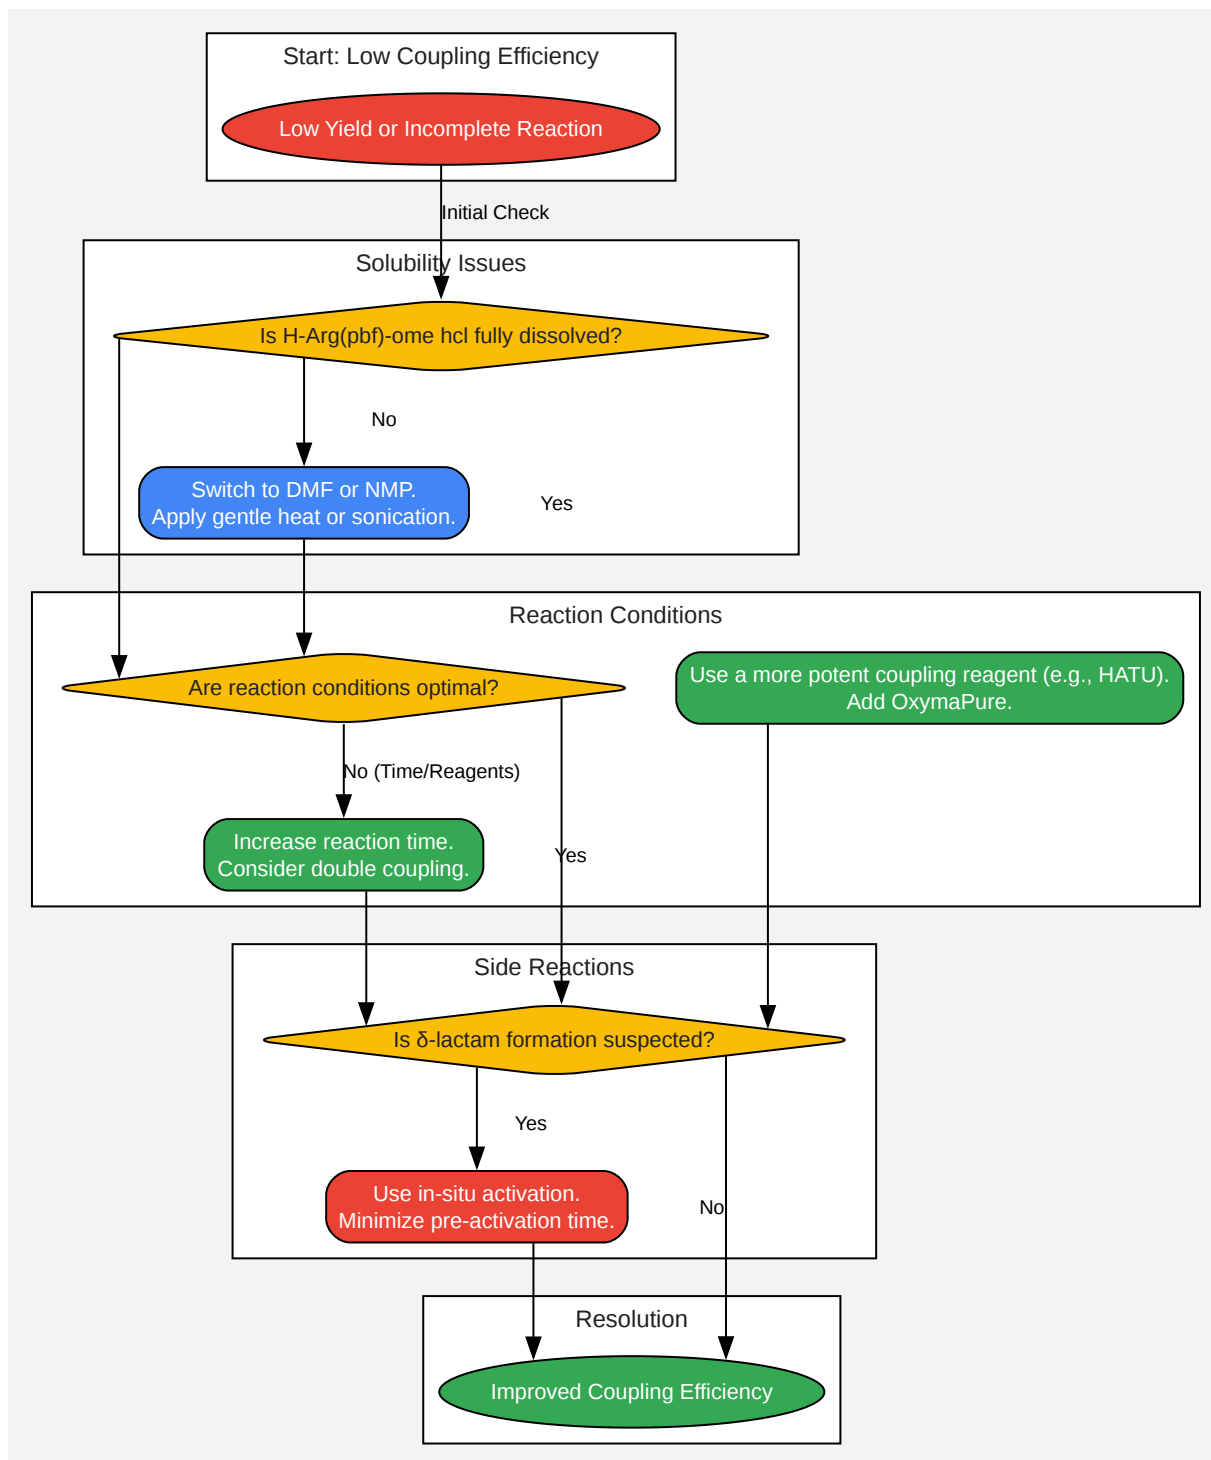 Start: Low Coupling Efficiency
Low Yield or Incomplete Reaction
Initial Check
Solubility Issues
Is H-Arg(pbf)-ome hcl fully dissolved?
No
Switch to DMF or NMP.
Apply gentle heat or sonication.
Yes
Reaction Conditions
Are reaction conditions optimal?
Use a more potent coupling reagent (e.g., HATU).
Add OxymaPure.
No (Time/Reagents)
Increase reaction time.
Consider double coupling.
Yes
Side Reactions
Is δ-lactam formation suspected?
Yes
Use in-situ activation.
Minimize pre-activation time.
No
Resolution
Improved Coupling Efficiency